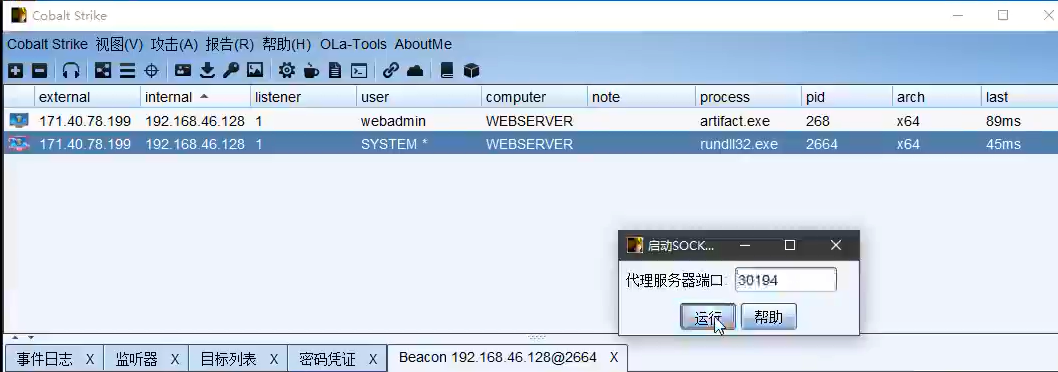 Cobalt Strike
Cobalt Strike 视图(V) 攻击(A) 报告(R) 帮助(H) OLa-Tools AboutMe
external internal listener user computer note process pid arch last
171.40.78.199 192.168.46.128 1 webadmin WEBSERVER artifact.exe 268 x64 89ms
171.40.78.199 192.168.46.128 1 SYSTEM * WEBSERVER rundll32.exe 2664 x64 45ms
启动SOCK...
代理服务器端口: 30194
运行 帮助
事件日志 X 监听器 X 目标列表 X 密码凭证 X Beacon 192.168.46.128@2664 X